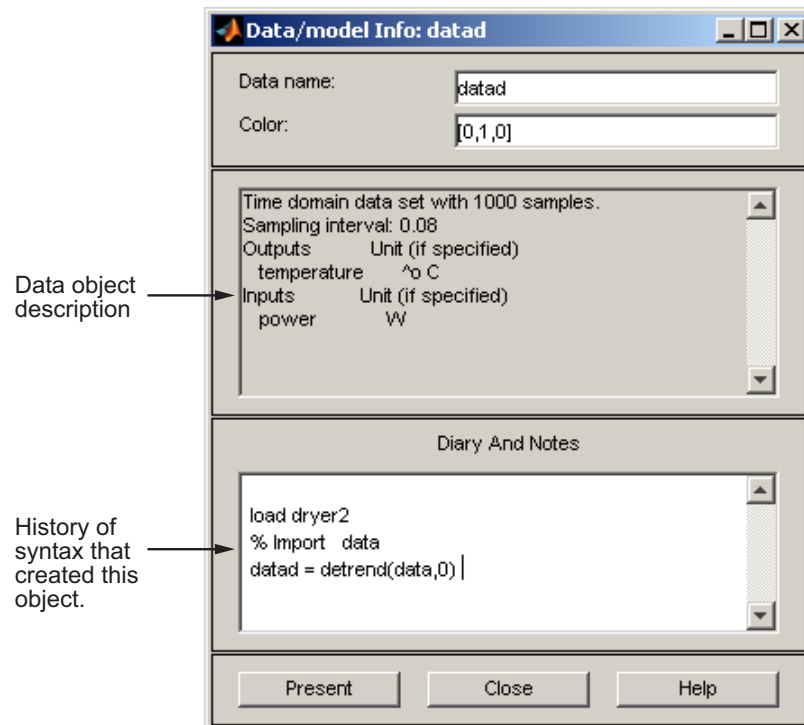 Data/model Info: datad
Data name:
datad
Color:
[0,1,0]
Time domain data set with 1000 samples.
Sampling interval: 0.08
Outputs Unit (if specified)
temperature ^o C
Inputs Unit (if specified)
power W
Data object
description
Diary And Notes
load dryer2
% Import data
datad = detrend(data,0)
History of
syntax that
created this
object.
Present Close Help